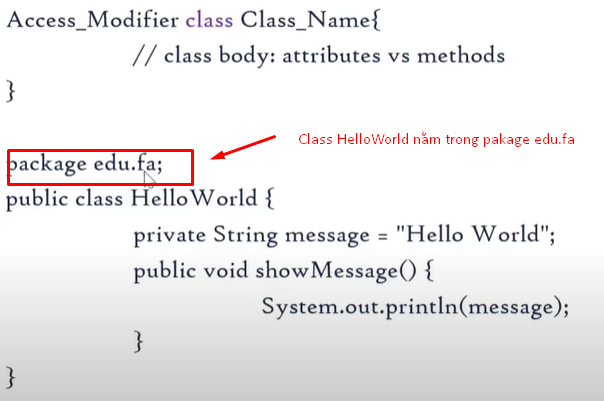 Access_Modifier class Class_Name{
// class body: attributes vs methods
}
Class HelloWorld nằm trong pakage edu.fa
package edu.fa;
public class HelloWorld {
private String message = "Hello World";
public void showMessage() {
System.out.println(message);
}
}